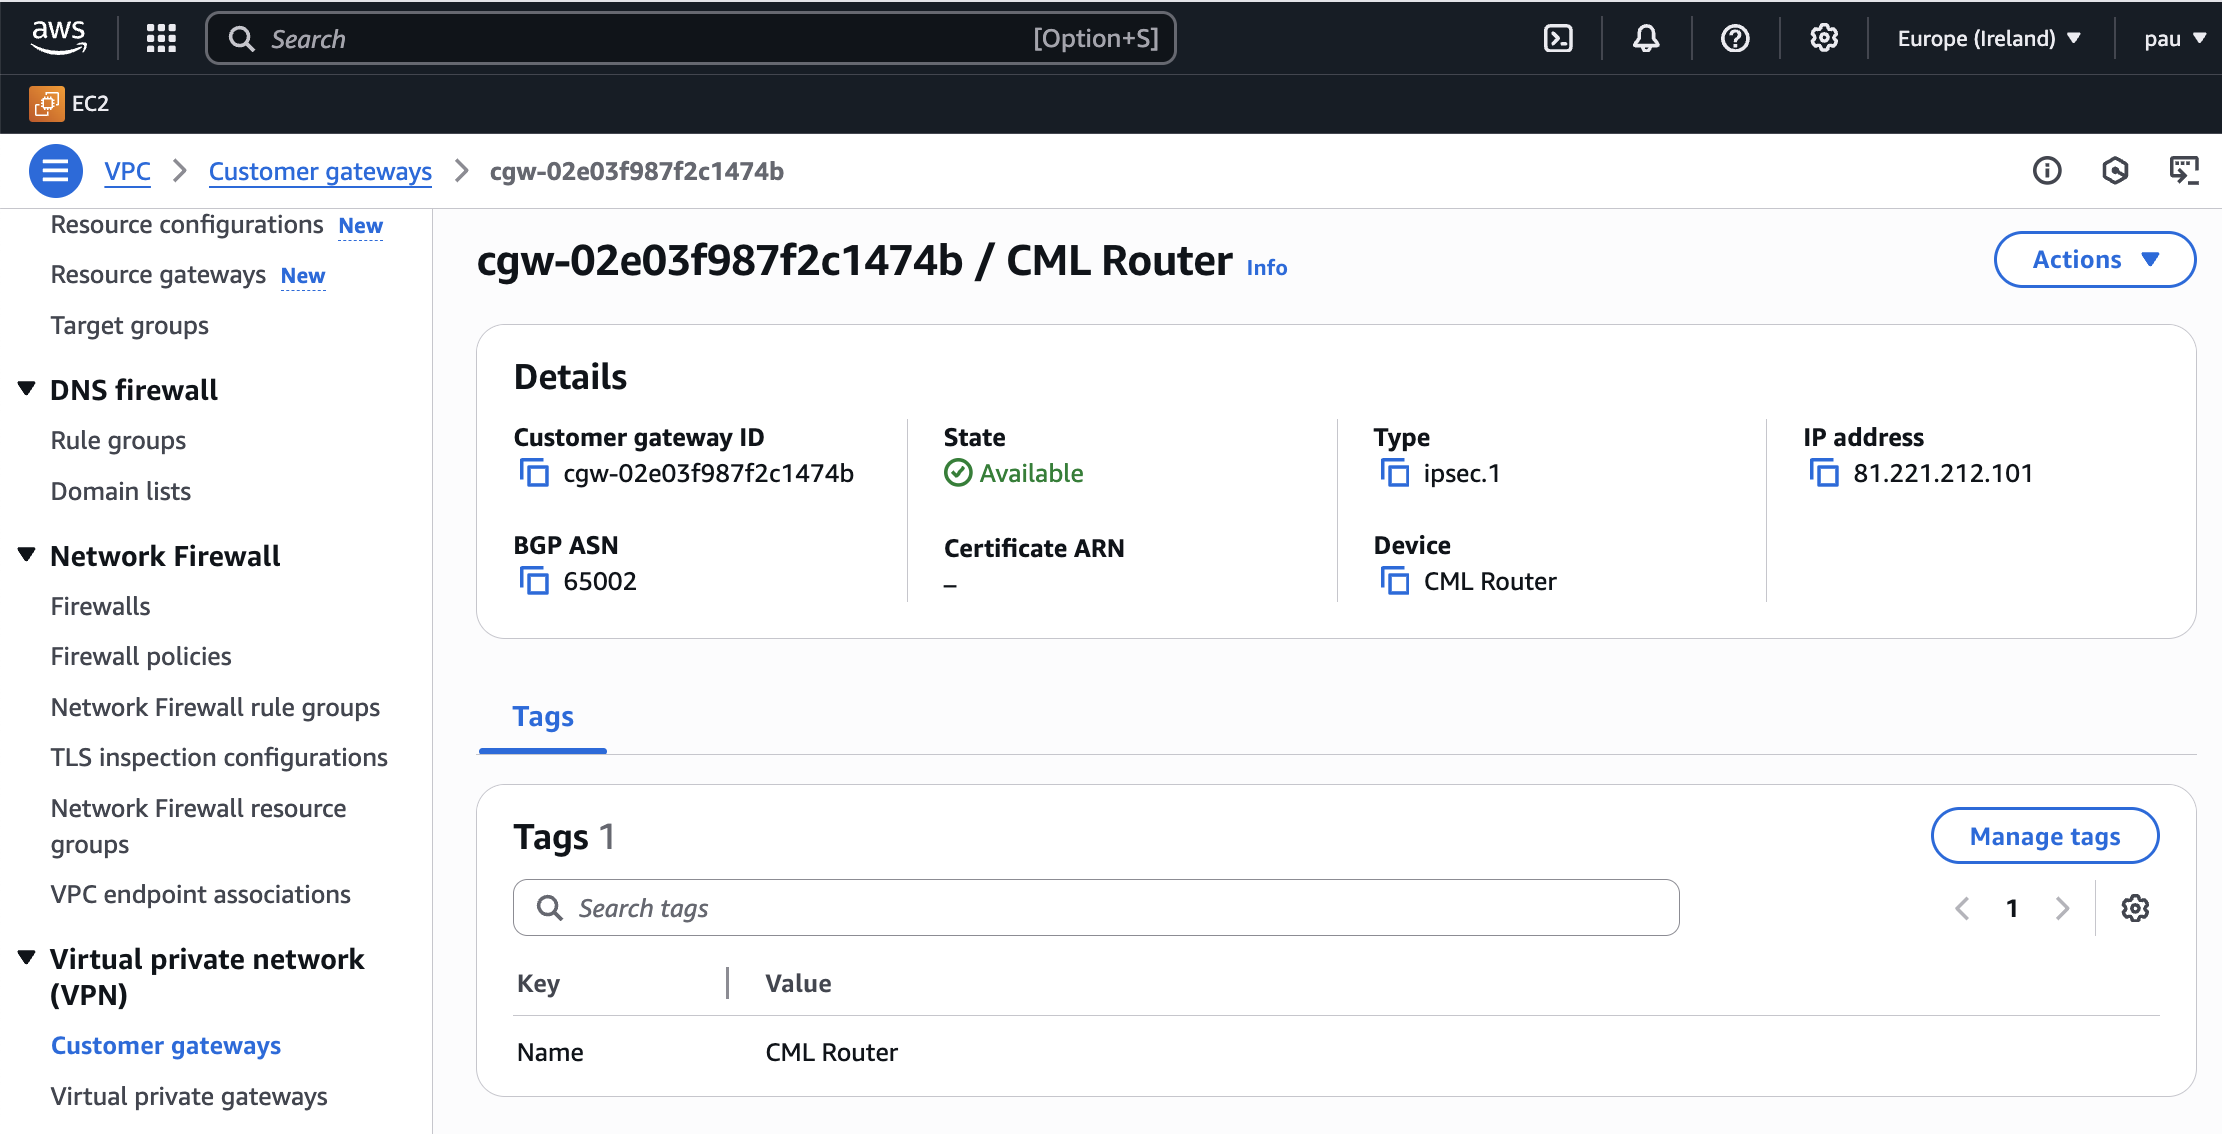 aws
Search [Option+S]
Europe (Ireland) pau
EC2
VPC Customer gateways cgw-02e03f987f2c1474b
Resource configurations New
Resource gateways New
Target groups
DNS firewall
Rule groups
Domain lists
Network Firewall
Firewalls
Firewall policies
Network Firewall rule groups
TLS inspection configurations
Network Firewall resource
groups
VPC endpoint associations
Virtual private network
(VPN)
Customer gateways
Virtual private gateways
cgw-02e03f987f2c1474b / CML Router Info
Actions
Details
Customer gateway ID
cgw-02e03f987f2c1474b
State
Available
Type
ipsec.1
IP address
81.221.212.101
BGP ASN
65002
Certificate ARN
–
Device
CML Router
Tags
Tags 1
Manage tags
Search tags
1
Key Value
Name CML Router